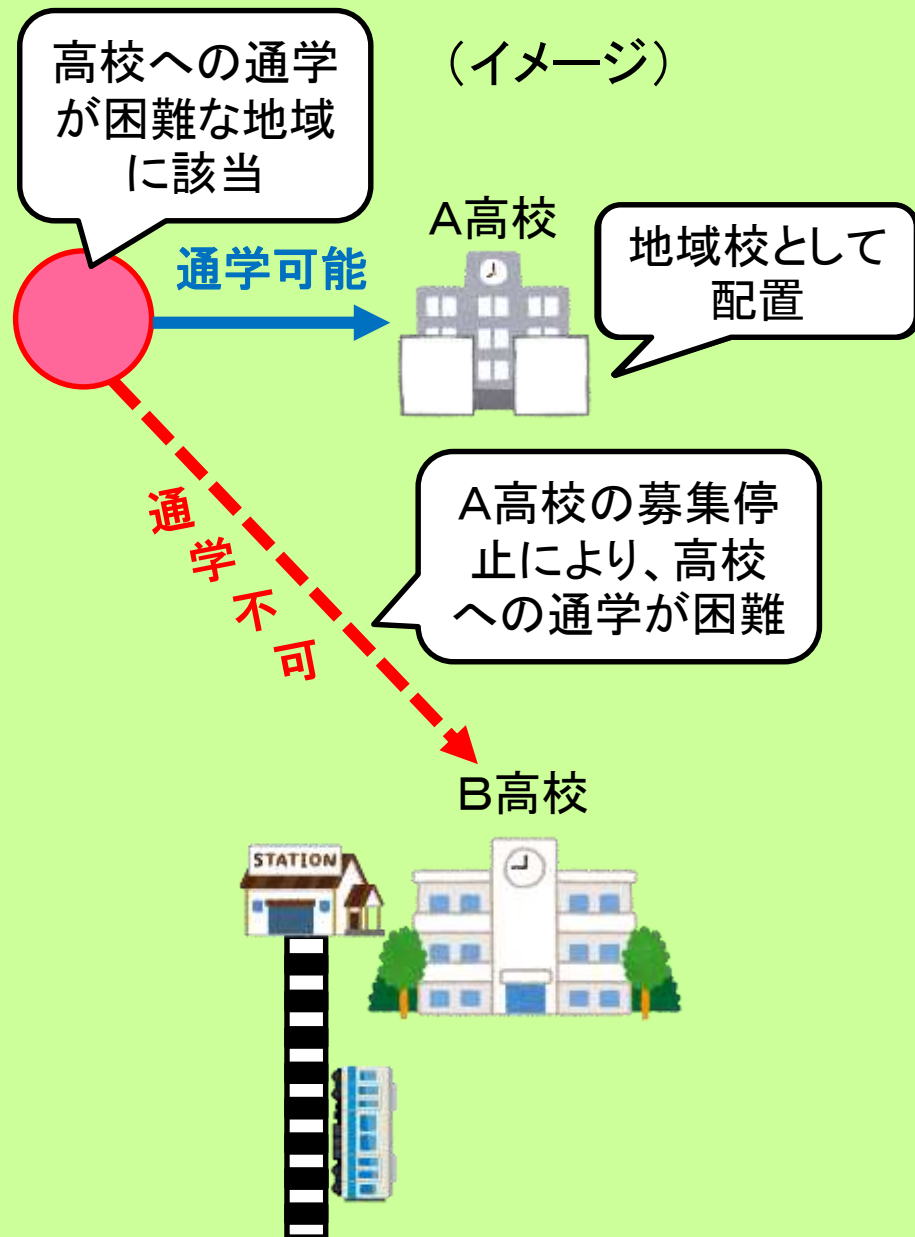 （イメージ）
高校への通学
が困難な地域
に該当
A高校
通学可能
地域校として
配置
通学不可
A高校の募集停
止により、高校
への通学が困難
B高校
STATION